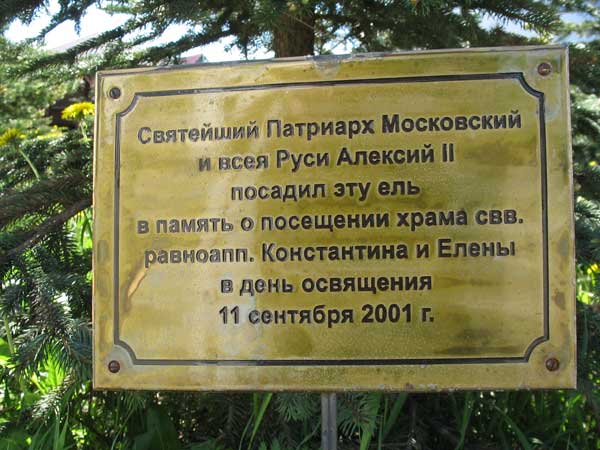 Святейший Патриарх Московский
и всея Руси Алексий II
посадил эту ель
в память о посещении храма свв.
равноапп. Константина и Елены
в день освящения
11 сентября 2001 г.